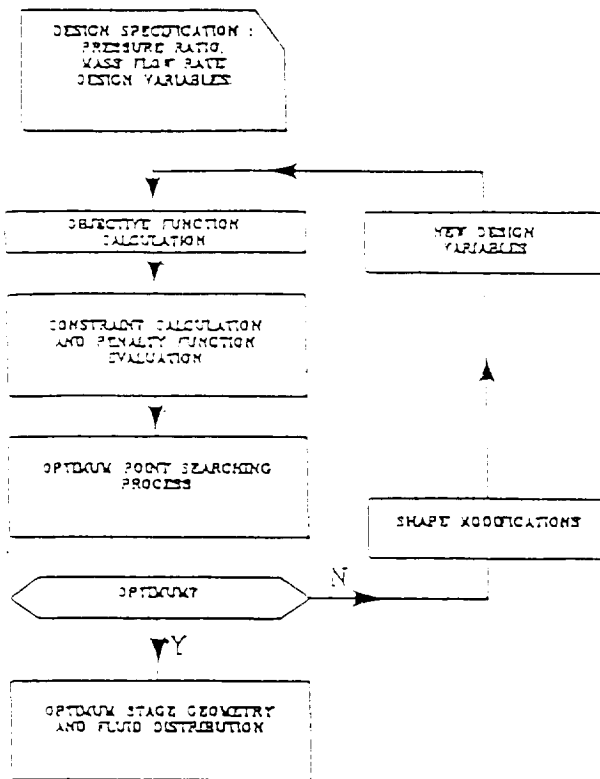 DESIGN SPECIFICATION :
PRESSURE RATIO,
MASS FLOW RATE
DESIGN VARIABLES
OBJECTIVE FUNCTION
CALCULATION
NEW DESIGN
VARIABLES
CONSTRAINT CALCULATION
AND PENALTY FUNCTION
EVALUATION
OPTIMUM POINT SEARCHING
PROCESS
SHAPE MODIFICATIONS
OPTIMUM?
N
Y
OPTIMUM STAGE GEOMETRY
AND FLUID DISTRIBUTION